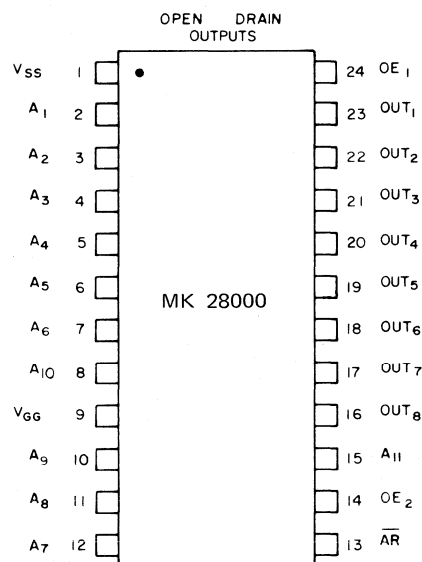 OPEN DRAIN
OUTPUTS
VSS 1 24 OE1
A1 2 23 OUT1
A2 3 22 OUT2
A3 4 21 OUT3
A4 5 20 OUT4
A5 6 19 OUT5
MK 28000
A6 7 18 OUT6
A10 8 17 OUT7
VGG 9 16 OUT8
A9 10 15 A11
A8 11 14 OE2
A7 12 13 A̅R̅